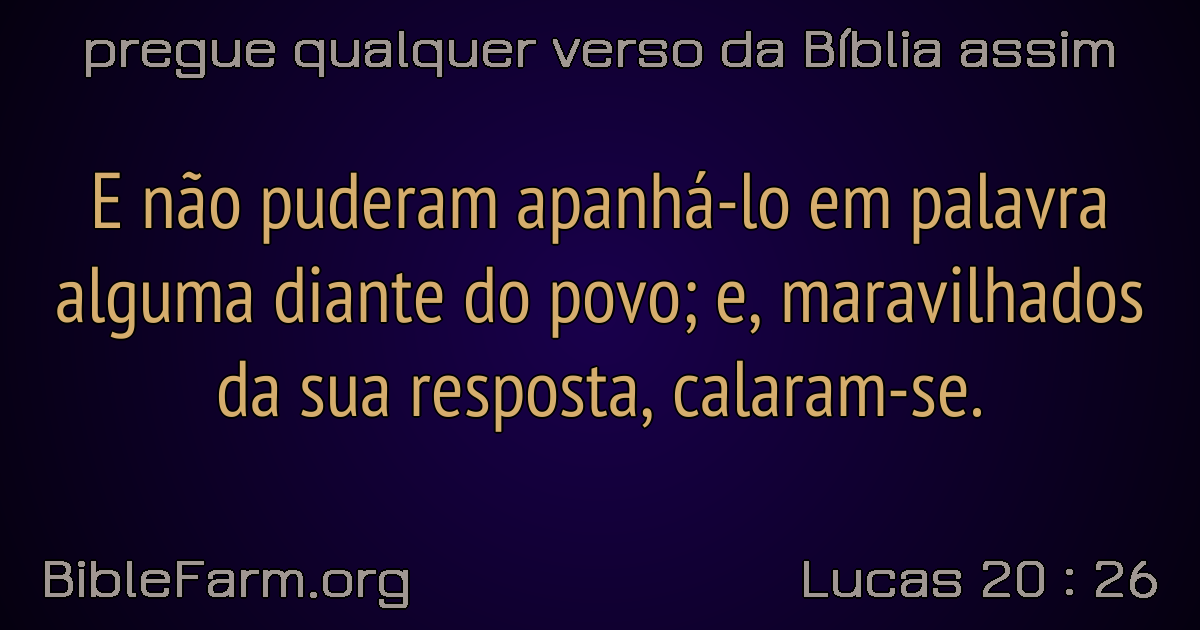 pregue qualquer verso da Bíblia assim
E não puderam apanhá-lo em palavra
alguma diante do povo; e, maravilhados
da sua resposta, calaram-se.
BibleFarm.org
Lucas 20 : 26